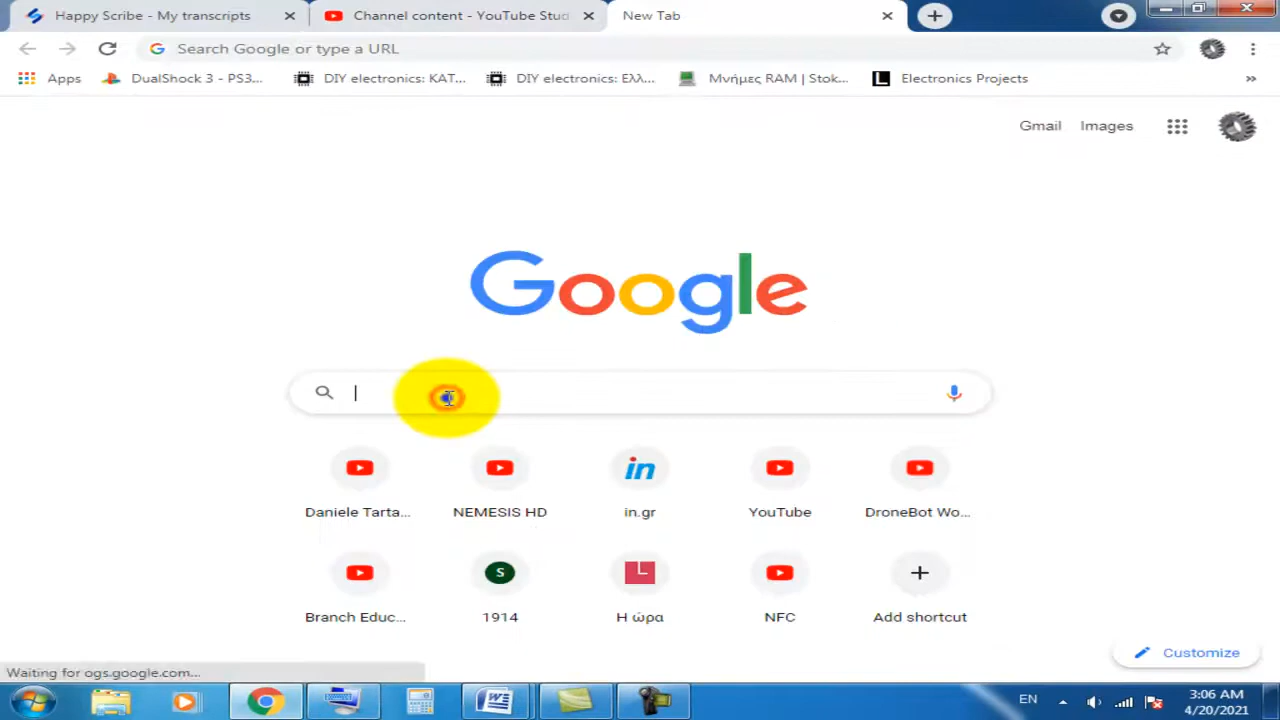 Happy Scribe - My transcripts
Channel content - YouTube Stud
New Tab
Search Google or type a URL
Apps
DualShock 3 - PS3...
DIY electronics: ΚΑΤ...
DIY electronics: Ελλ...
Μνήμες RAM | Stok...
L
Electronics Projects
»
Gmail
Images
Google
in
Daniele Tarta...
NEMESIS HD
in.gr
YouTube
DroneBot Wo...
S
Branch Educ...
1914
Η ώρα
NFC
Add shortcut
Customize
Waiting for ogs.google.com...
EN
3:06 AM
4/20/2021